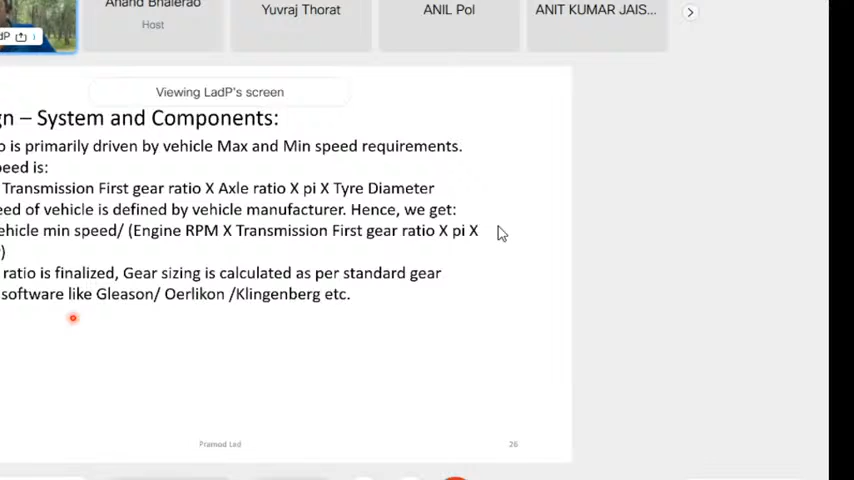 Anand Bhalerao
Host
Yuvraj Thorat
ANIL Pol
ANIT KUMAR JAIS...
dP
Viewing LadP's screen
gn – System and Components:
o is primarily driven by vehicle Max and Min speed requirements.
peed is:
Transmission First gear ratio X Axle ratio X pi X Tyre Diameter
eed of vehicle is defined by vehicle manufacturer. Hence, we get:
ehicle min speed/ (Engine RPM X Transmission First gear ratio X pi X
)
ratio is finalized, Gear sizing is calculated as per standard gear
software like Gleason/ Oerlikon /Klingenberg etc.
Pramod Lad
26